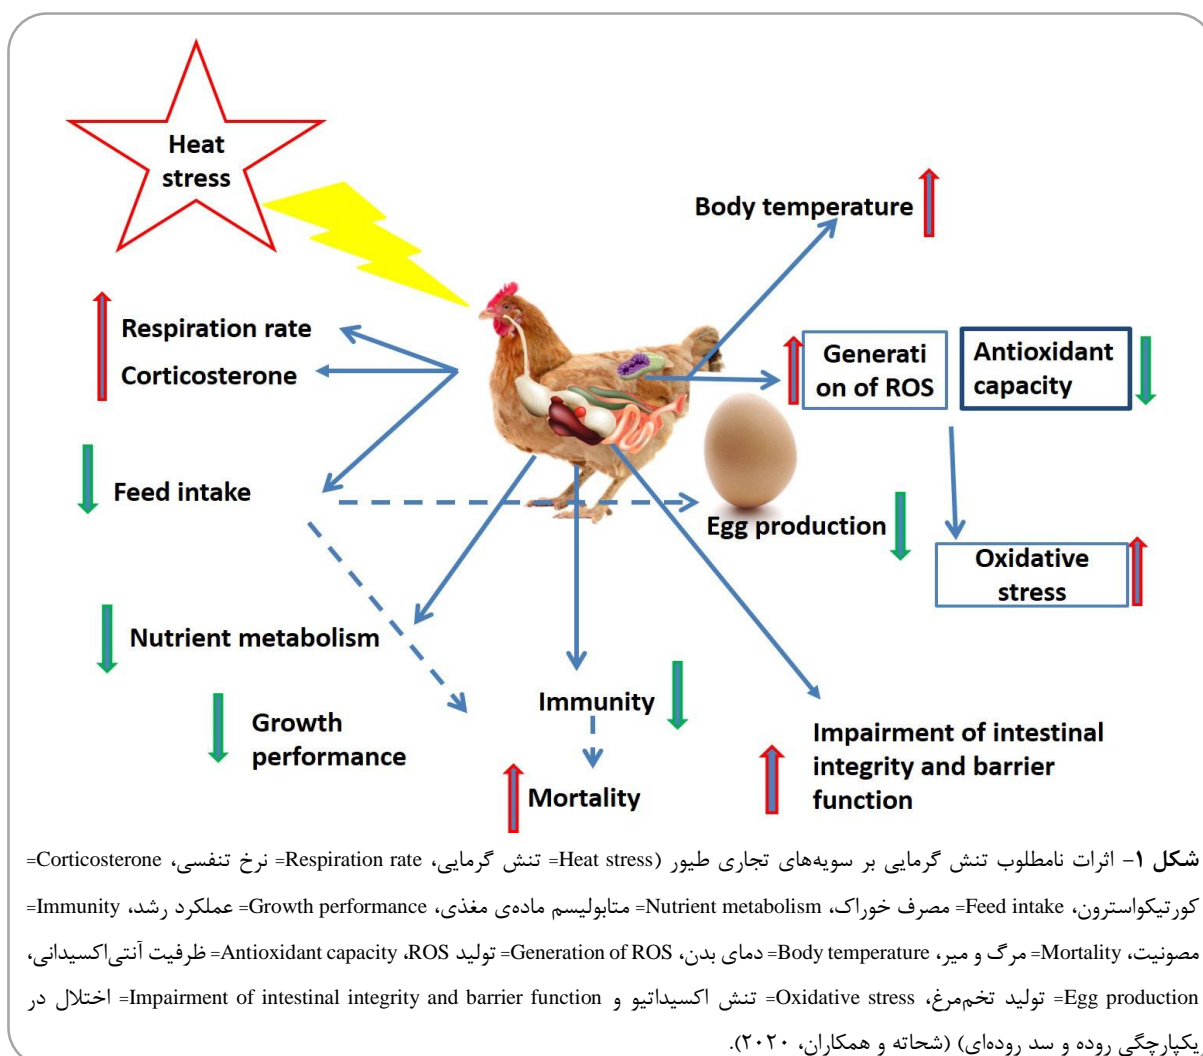 Heat
stress
Body temperature
Respiration rate
Corticosterone
Generati
on of ROS
Antioxidant
capacity
Feed intake
Egg production
Oxidative
stress
Nutrient metabolism
Immunity
Growth
performance
Impairment of intestinal
integrity and barrier
function
Mortality
شکل ۱- اثرات نامطلوب تنش گرمایی بر سویه‌های تجاری طیور (Heat stress= تنش گرمایی، Respiration rate= نرخ تنفسی، Corticosterone=
کورتیکواسترون، Feed intake= مصرف خوراک، Nutrient metabolism= متابولیسم ماده‌ی مغذی، Growth performance= عملکرد رشد، Immunity=
مصونیت، Mortality= مرگ و میر، Body temperature= دمای بدن، Generation of ROS= تولید ROS، Antioxidant capacity= ظرفیت آنتی‌اکسیدانی،
Egg production= تولید تخم‌مرغ، Oxidative stress= تنش اکسیداتیو و Impairment of intestinal integrity and barrier function= اختلال در
یکپارچگی روده و سد روده‌ای) (شحاته و همکاران، ۲۰۲۰).